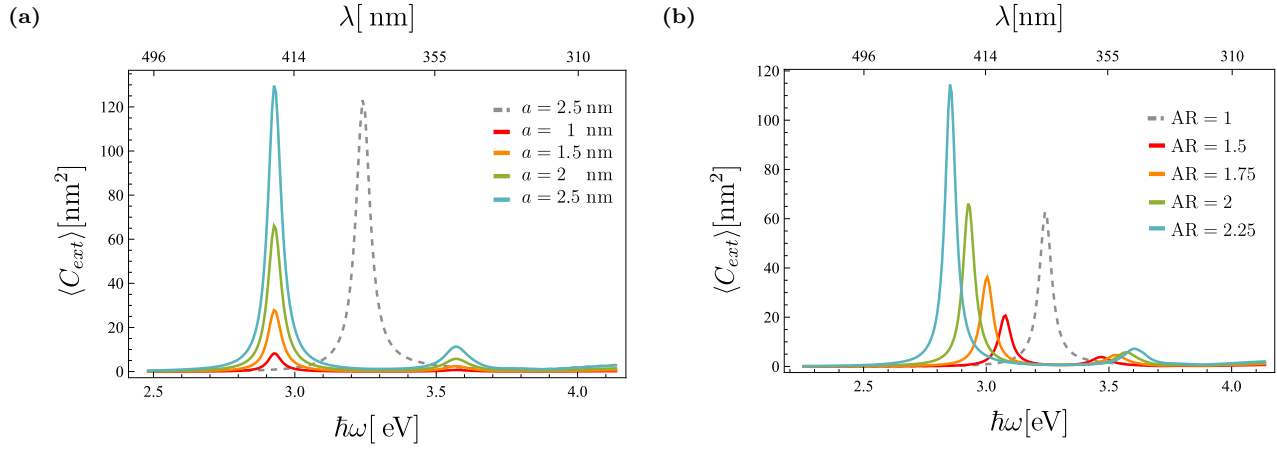 (a)
λ[ nm]
496 414 355 310
⟨C_ext⟩[nm²]
120
100
80
60
40
20
0
a = 2.5 nm
a = 1 nm
a = 1.5 nm
a = 2 nm
a = 2.5 nm
2.5 3.0 3.5 4.0
ħω[ eV]
(b)
λ[nm]
496 414 355 310
⟨C_ext⟩[nm²]
120
100
80
60
40
20
0
AR = 1
AR = 1.5
AR = 1.75
AR = 2
AR = 2.25
2.5 3.0 3.5 4.0
ħω[eV]